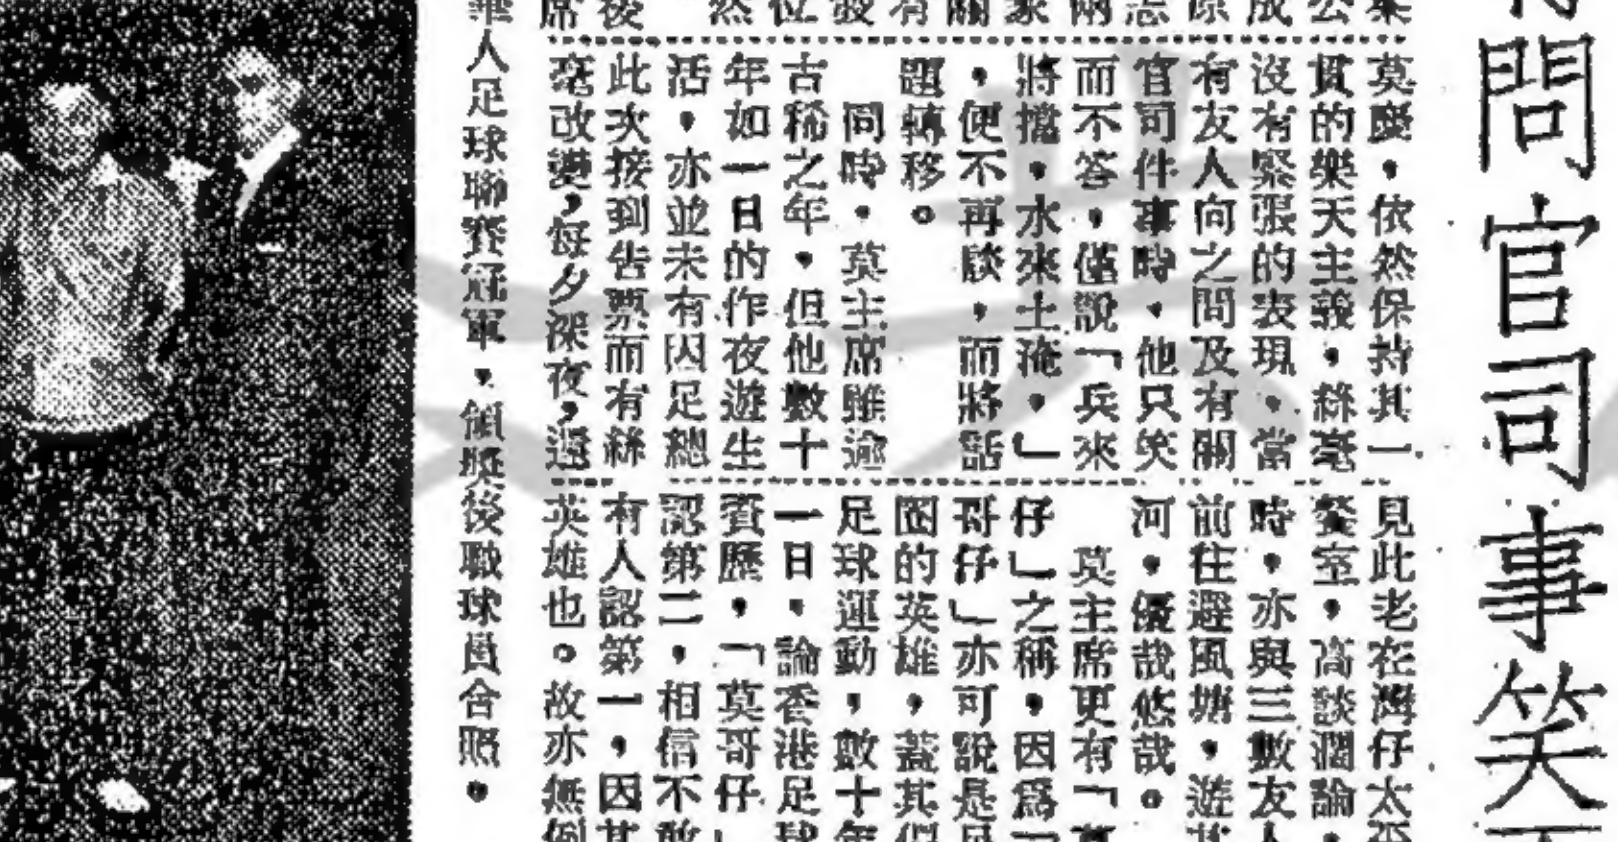 問官司事笑
莫慶，依然保持其一
貫的樂天主義，絲毫
沒有緊張的表現。當
有友人向之問及有關
官司件事時，他只笑
而不答，僅說「兵來
將擋，水來土淹。」
，便不再談，而將話
題轉移。
同時，莫主席雖逾
古稀之年，但他數十
年如一日的作夜遊生
活，亦並未有因足總
此次接到告票而有絲
毫改變，每夕深夜，還
見此老在灣仔太
餐室，高談濶論，
時，亦與三數友人
前往避風塘，遊
河，優哉悠哉。
莫主席更有「
仔」之稱，因爲「
哥仔」亦可說是足
圈的英雄，蓋其
足球運動，數十年
一日，論香港足球
資歷，「莫哥仔」
認第二，相信不敢
有人認第一，因其
英雄也。故亦無例
華人足球聯賽冠軍，領獎後職球員合照。